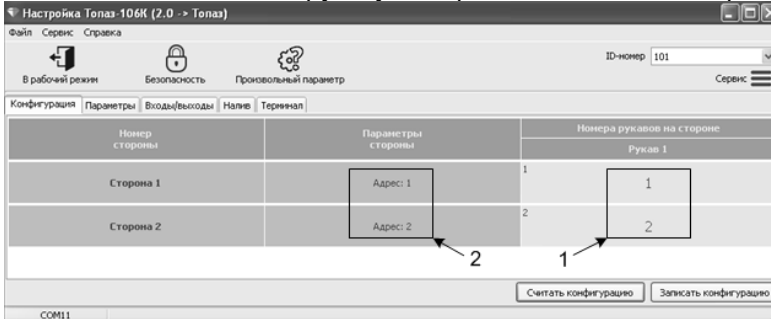 Настройка Топаз-106К (2.0 -> Топаз)
Файл Сервис Справка
В рабочий режим Безопасность Произвольный параметр
ID-номер 101
Сервис
Конфигурация Параметры Входы/выходы Налив Терминал
Номер стороны
Параметры стороны
Номера рукавов на стороне
Рукав 1
Сторона 1 Адрес: 1 1 1
Сторона 2 Адрес: 2 2 2
2 1
Считать конфигурацию Записать конфигурацию
COM11